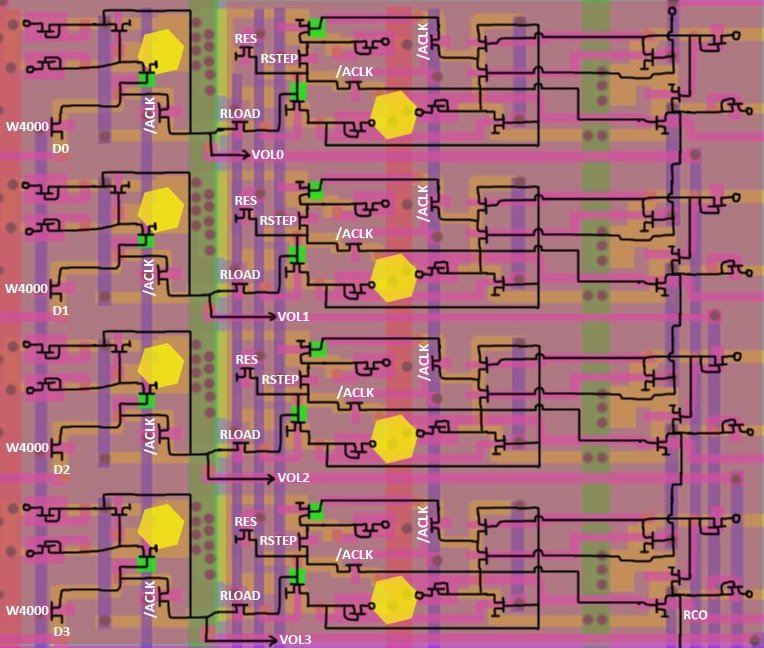 RES
/ACLK
RSTEP
/ACLK
/ACLK
RLOAD
W4000
D0
VOL0
RES
/ACLK
RSTEP
/ACLK
/ACLK
RLOAD
W4000
D1
VOL1
RES
/ACLK
RSTEP
/ACLK
/ACLK
RLOAD
W4000
D2
VOL2
RES
/ACLK
RSTEP
/ACLK
/ACLK
RLOAD
W4000
RCO
D3
VOL3